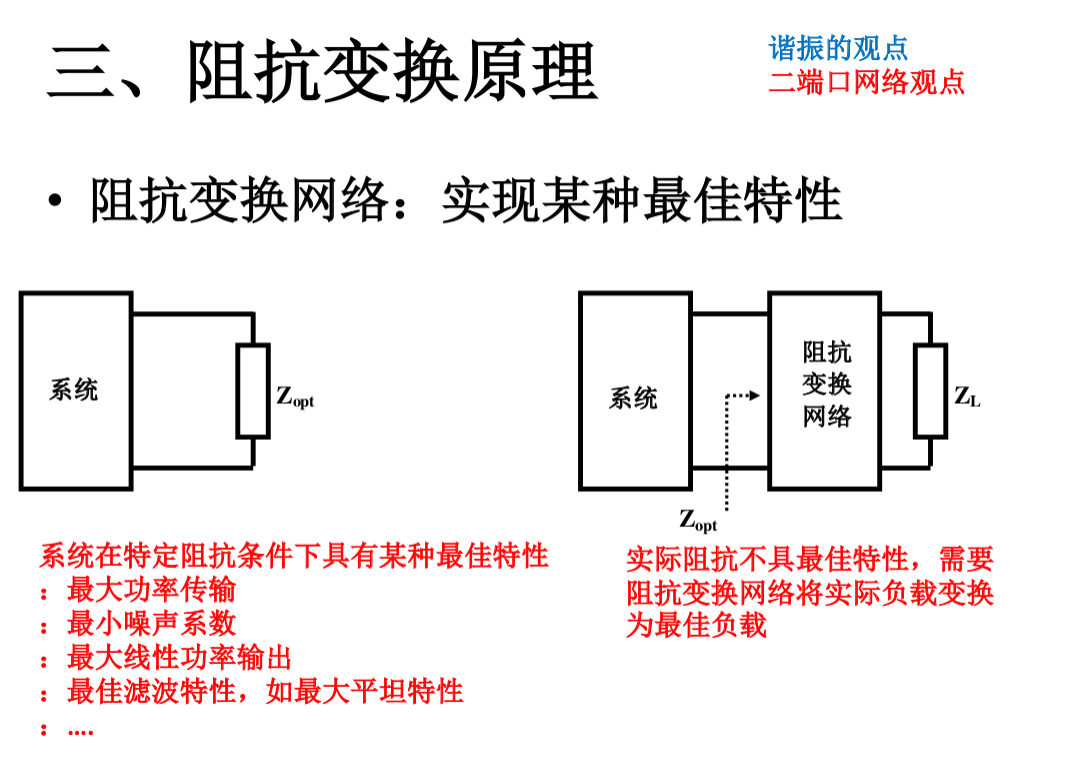 三、阻抗变换原理
谐振的观点
二端口网络观点
• 阻抗变换网络：实现某种最佳特性
系统
Zopt
系统
阻抗
变换
网络
ZL
Zopt
系统在特定阻抗条件下具有某种最佳特性
：最大功率传输
：最小噪声系数
：最大线性功率输出
：最佳滤波特性，如最大平坦特性
：....
实际阻抗不具最佳特性，需要
阻抗变换网络将实际负载变换
为最佳负载